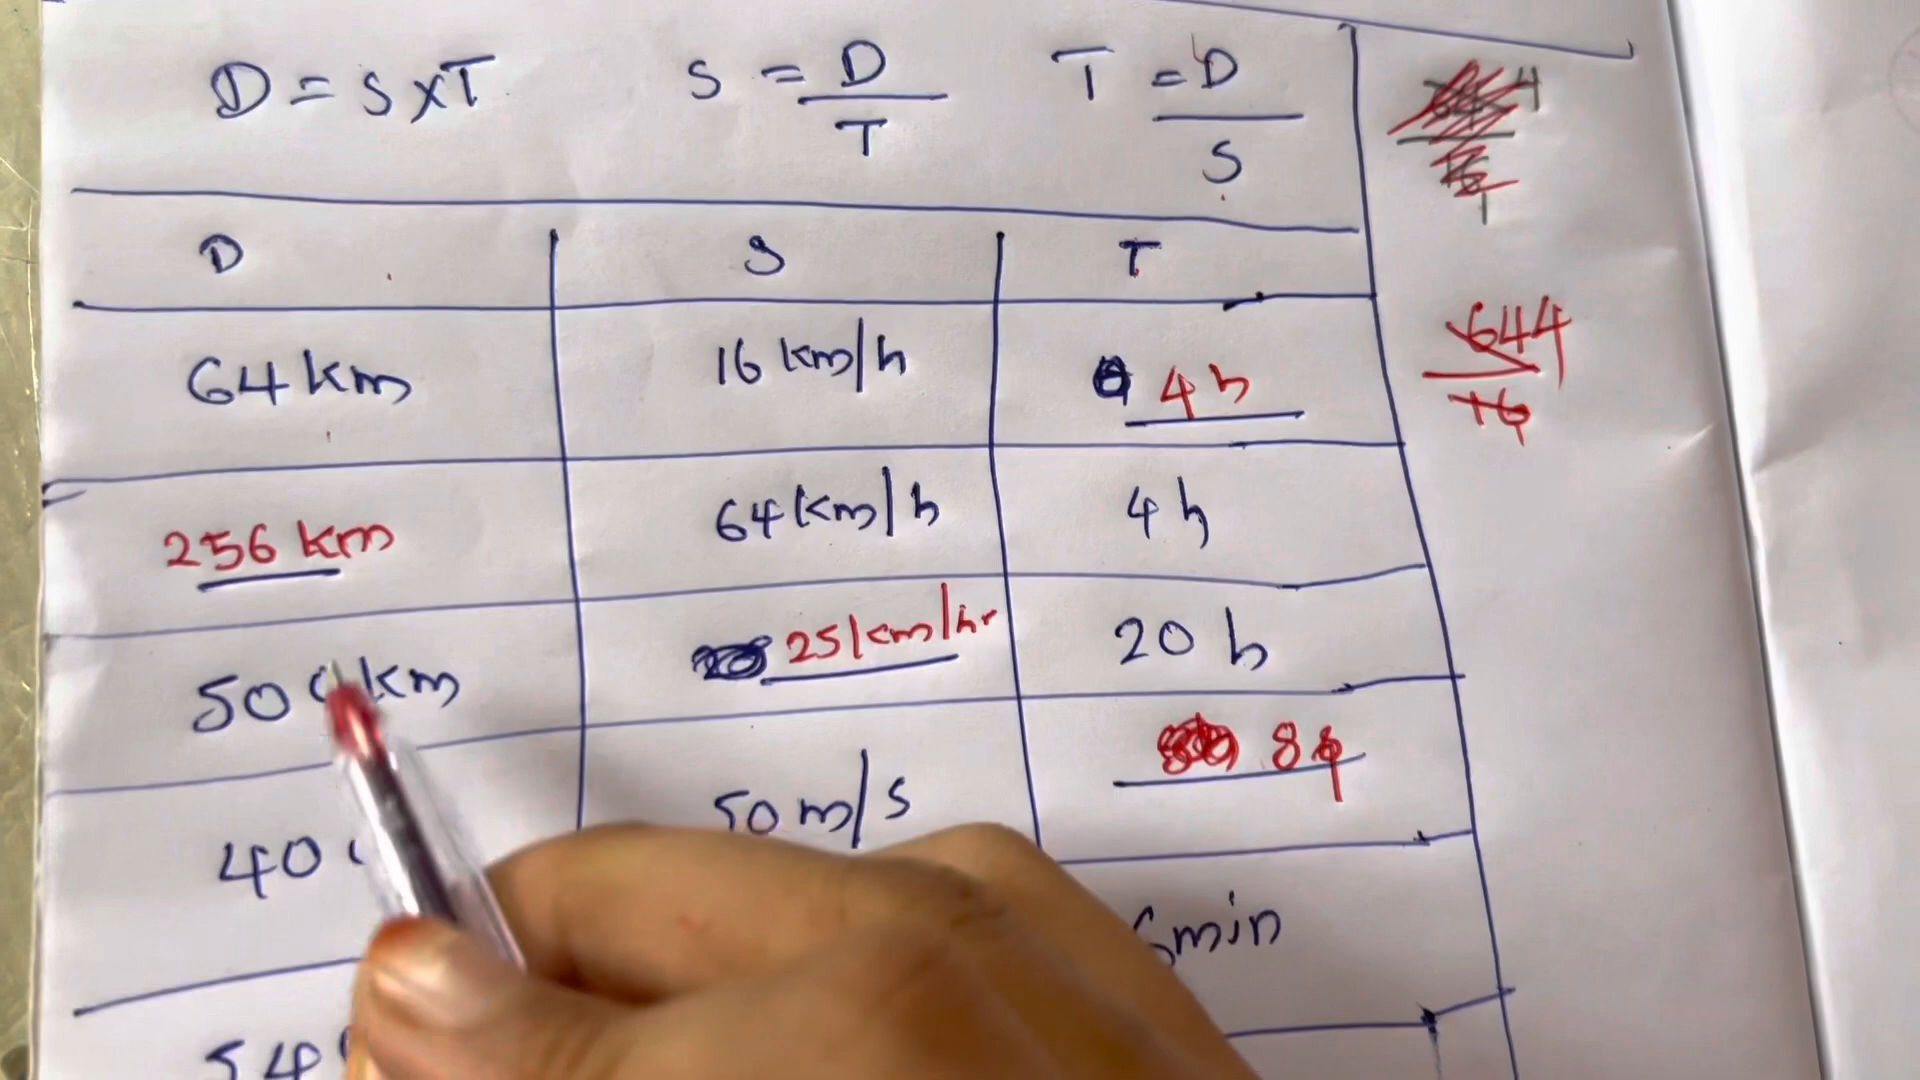 D = S x T S = D/T T = D/S
D S T
64 km 16 km/h 4 h
644
16
256 km 64 km/h 4 h
500 km 25 km/hr 20 h
40 50 m/s 8
min
540